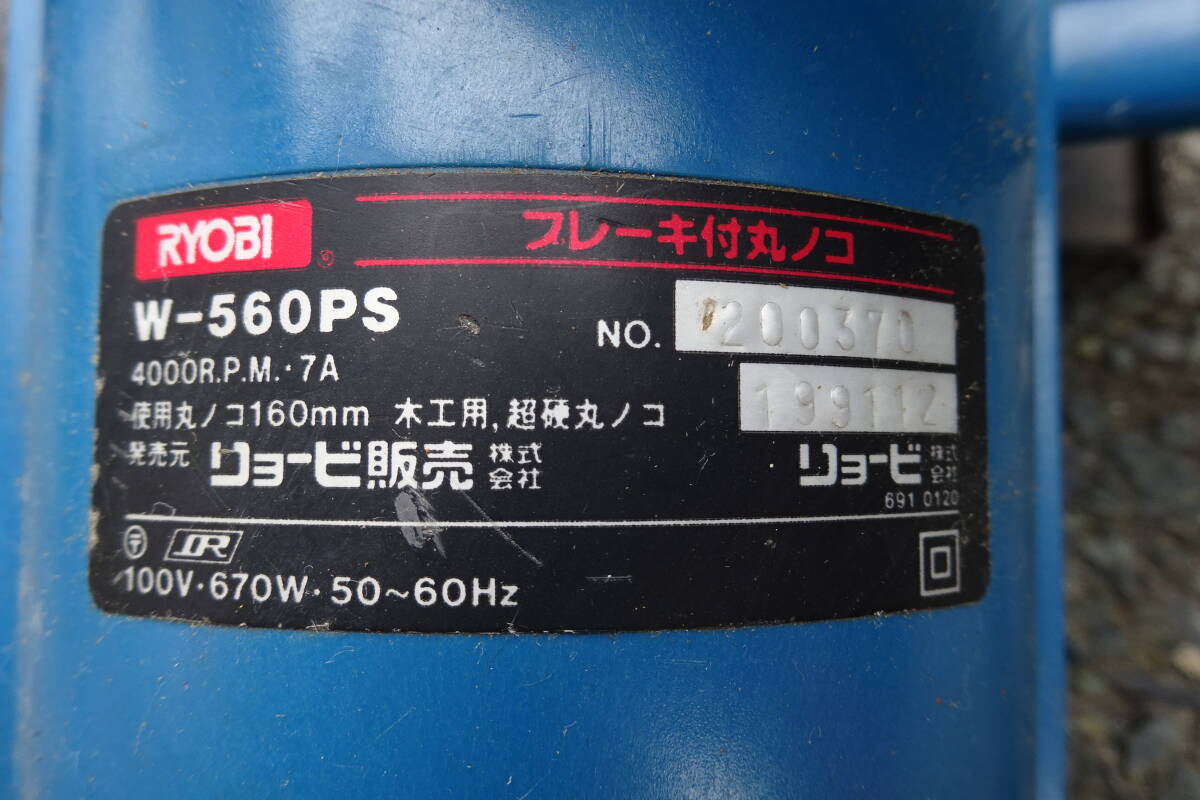 RYOBI
ブレーキ付丸ノコ
W-560PS
NO. 200370
4000R.P.M.・7A
199112
使用丸ノコ160mm 木工用,超硬丸ノコ
発売元 リョービ販売 株式会社
リョービ 株式会社
691 0120
〒
100V・670W・50~60Hz